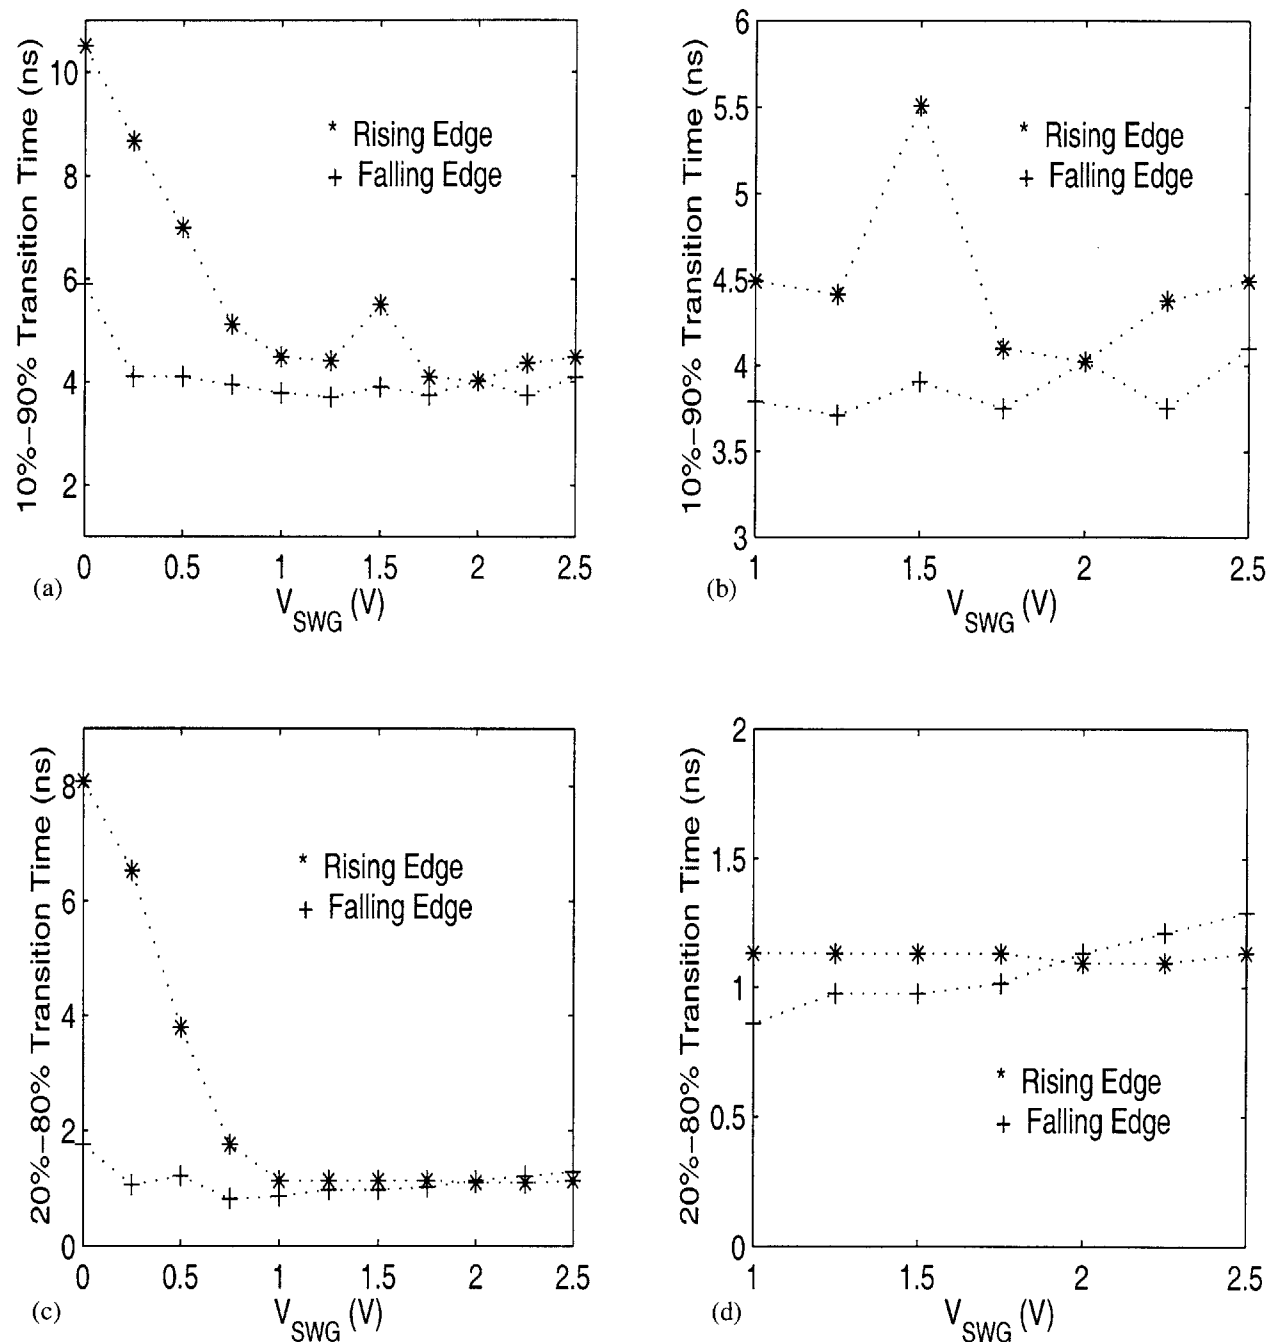 10%-90% Transition Time (ns)
10
8
6
4
2
* Rising Edge
+ Falling Edge
0 0.5 1 1.5 2 2.5
(a)
V_SWG (V)
10%-90% Transition Time (ns)
6
5.5
5
4.5
4
3.5
3
* Rising Edge
+ Falling Edge
1 1.5 2 2.5
(b)
V_SWG (V)
20%-80% Transition Time (ns)
8
6
4
2
0
* Rising Edge
+ Falling Edge
0 0.5 1 1.5 2 2.5
(c)
V_SWG (V)
20%-80% Transition Time (ns)
2
1.5
1
0.5
0
* Rising Edge
+ Falling Edge
1 1.5 2 2.5
(d)
V_SWG (V)